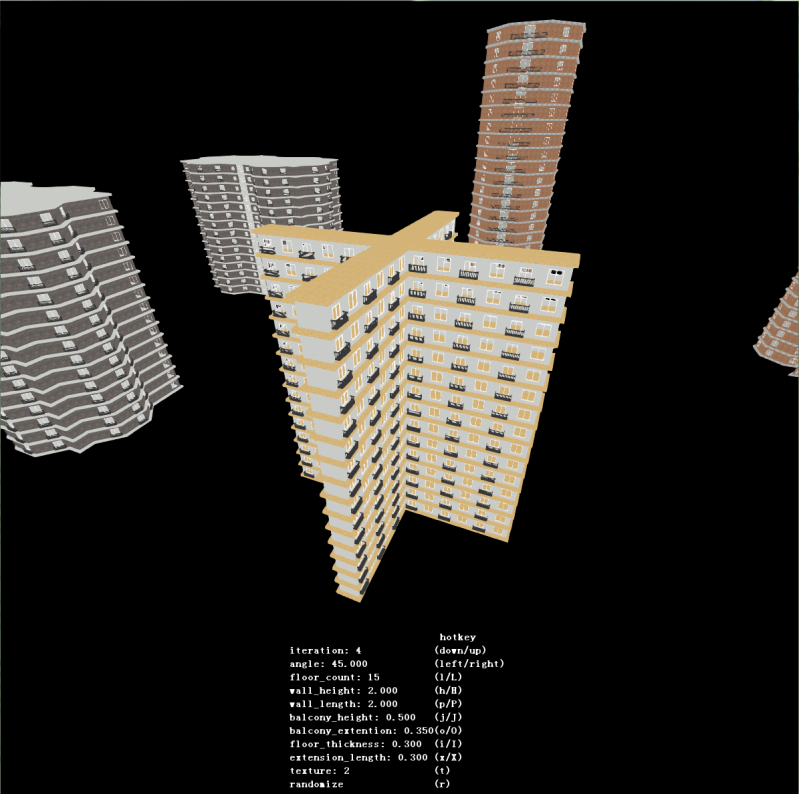 hotkey
iteration: 4 (down/up)
angle: 45.000 (left/right)
floor_count: 15 (l/L)
wall_height: 2.000 (h/H)
wall_length: 2.000 (p/P)
balcony_height: 0.500 (j/J)
balcony_extention: 0.350(o/O)
floor_thickness: 0.300 (i/I)
extension_length: 0.300 (x/X)
texture: 2 (t)
randomize (r)